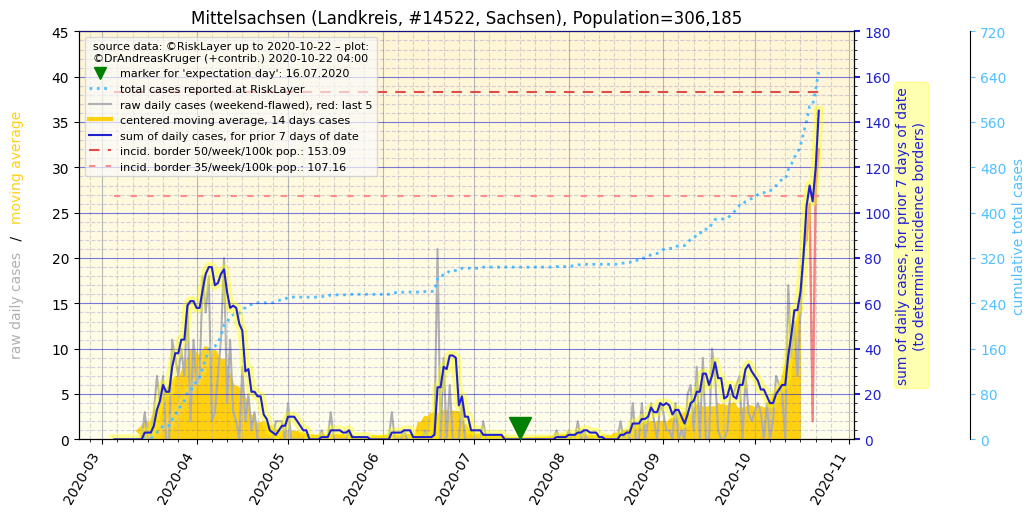 Mittelsachsen (Landkreis, #14522, Sachsen), Population=306,185
source data: ©RiskLayer up to 2020-10-22 – plot:
©DrAndreasKruger (+contrib.) 2020-10-22 04:00
marker for 'expectation day': 16.07.2020
total cases reported at RiskLayer
raw daily cases (weekend-flawed), red: last 5
centered moving average, 14 days cases
sum of daily cases, for prior 7 days of date
incid. border 50/week/100k pop.: 153.09
incid. border 35/week/100k pop.: 107.16
raw daily cases / moving average
45
40
35
30
25
20
15
10
5
0
2020-03
2020-04
2020-05
2020-06
2020-07
2020-08
2020-09
2020-10
2020-11
180
160
140
120
100
80
60
40
20
0
sum of daily cases, for prior 7 days of date
(to determine incidence borders)
720
640
560
480
400
320
240
160
80
0
cumulative total cases